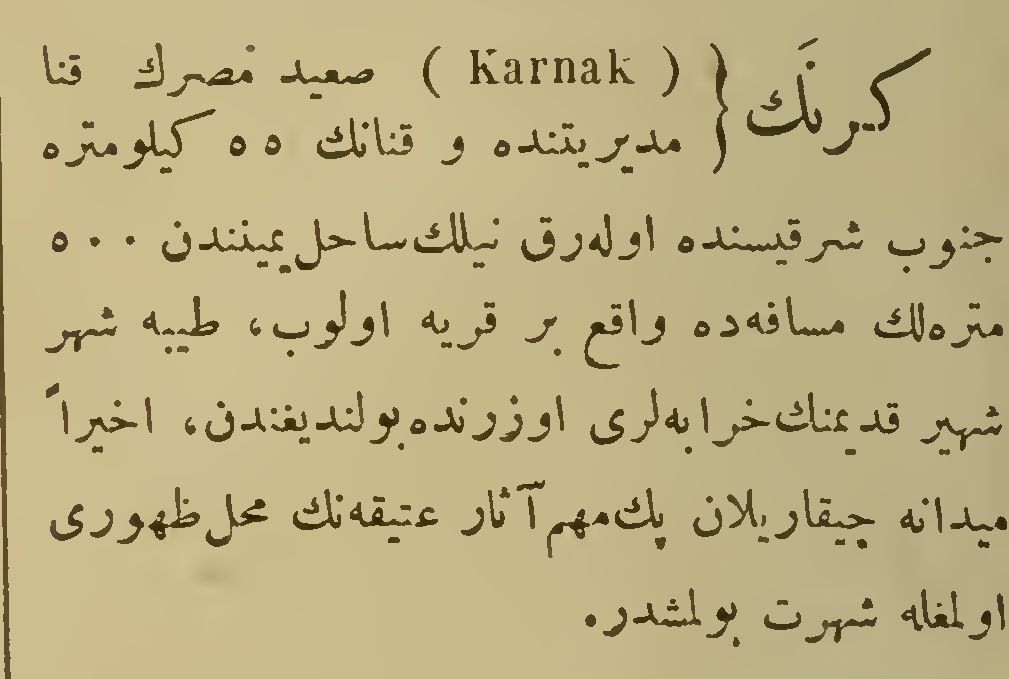 كرنَك { ( Karnak ) صعيد مصرك قنا
مديريتنده و قنانك ٥٥ كيلومتره
جنوب شرقيسنده اولەرق نيلك ساحل يميندن ٥٠٠
مترەلك مسافەده واقع بر قريه اولوب، طيبه شهر
شهير قديمنك خرابەلرى اوزرنده بولنديغندن، اخيراً
ميدانه چيقاريلان پك مهم آثار عتيقەنك محل ظهورى
اولمغله شهرت بولمشدر.